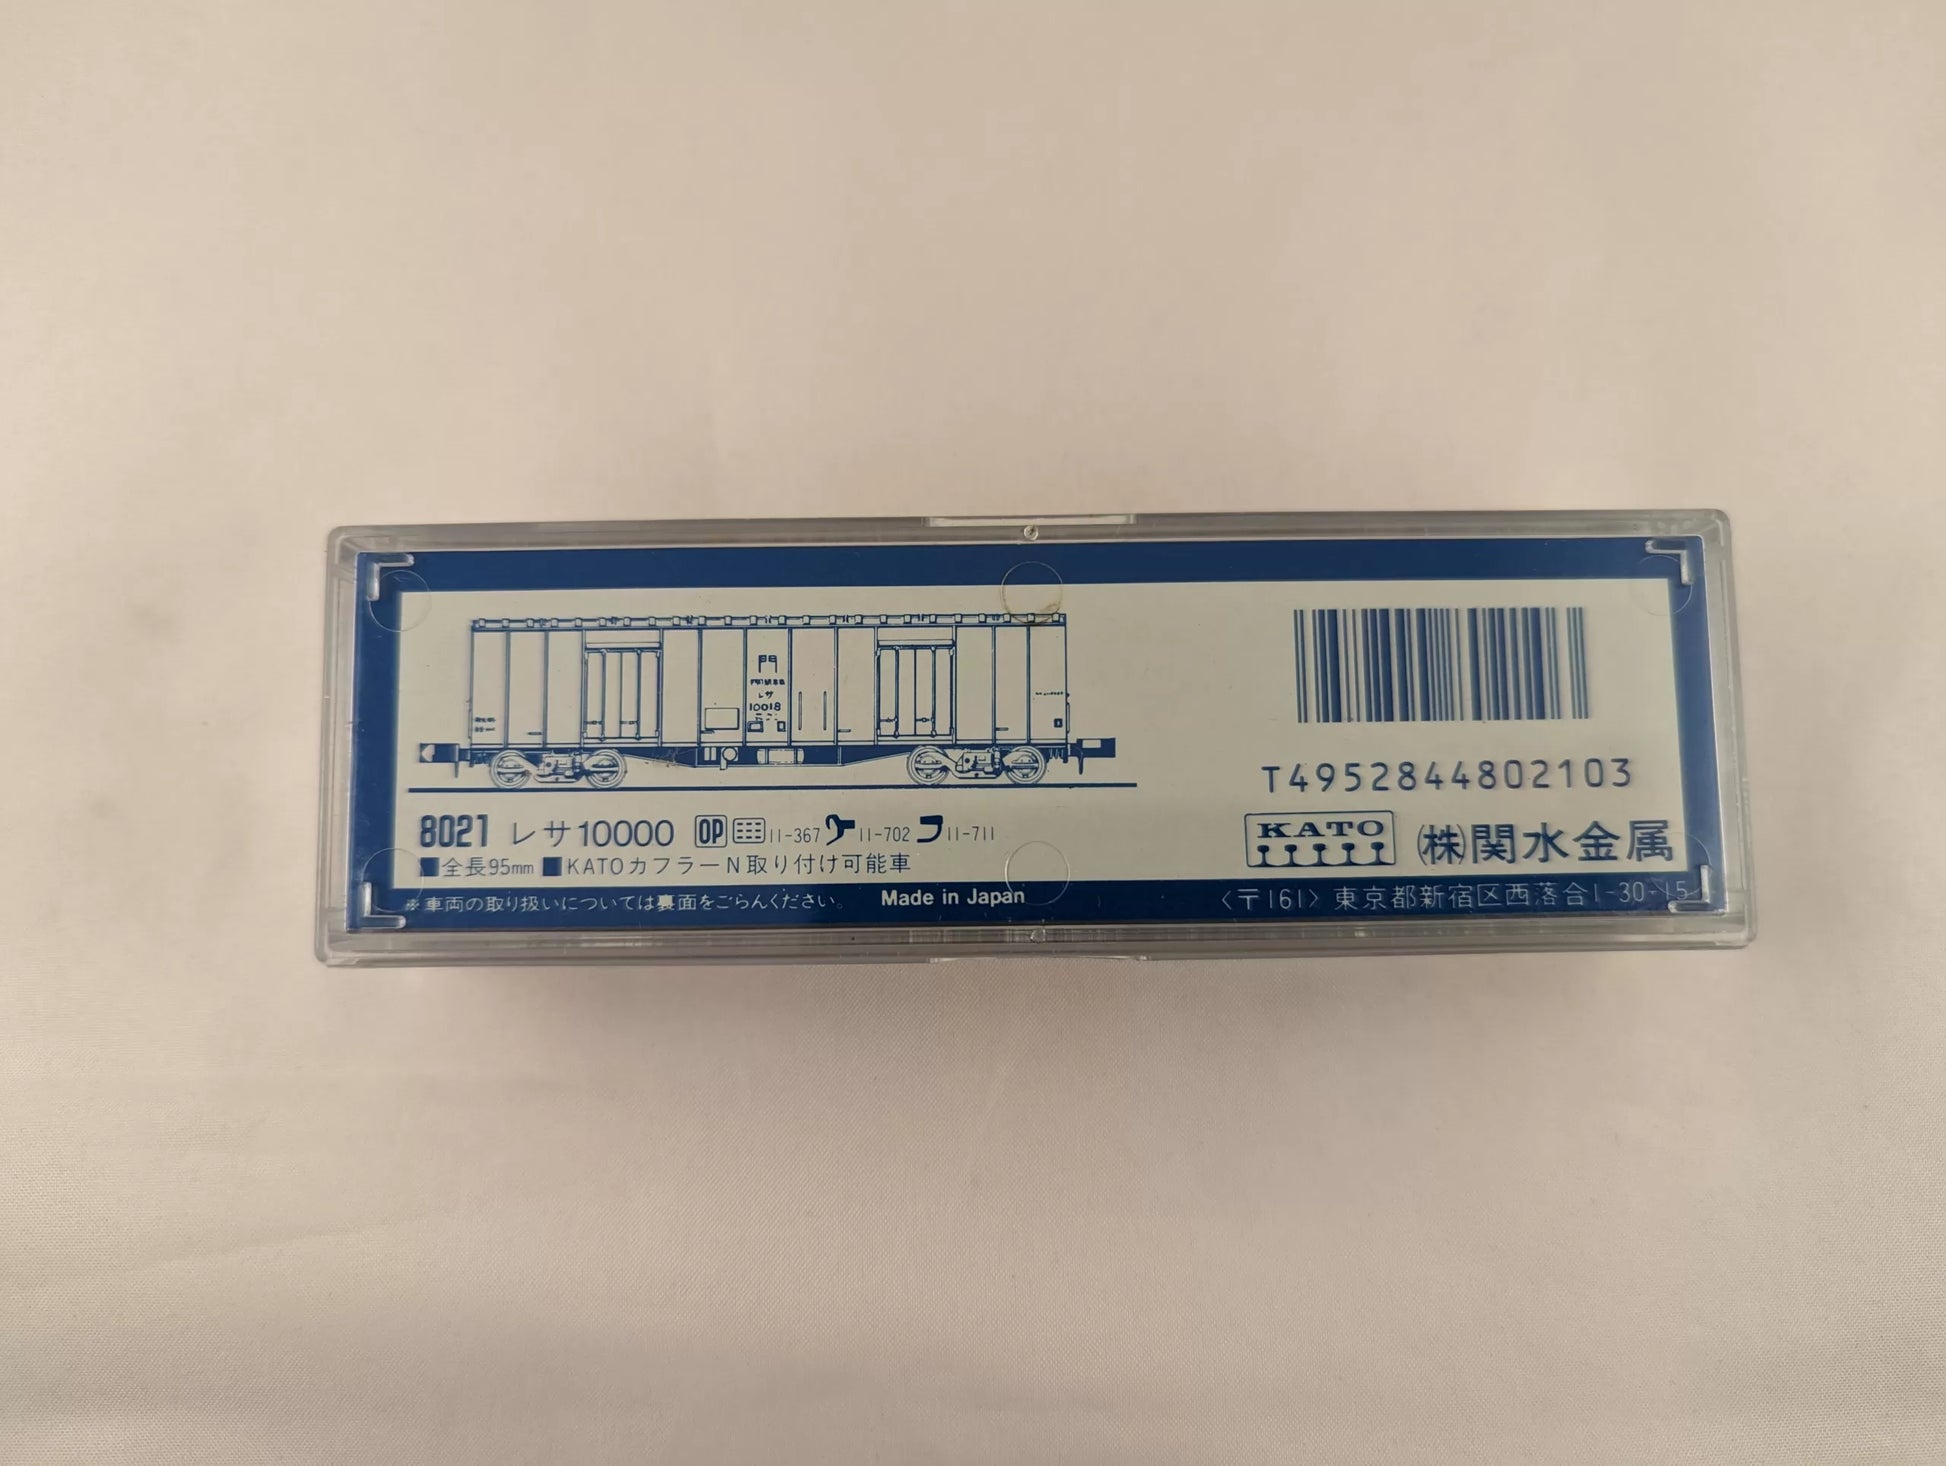 門
レサ
10018
T4952844802103
8021 レサ10000 OP 11-367 11-702 11-711
KATO (株)関水金属
■全長95mm ■KATOカプラーN取り付け可能車
※車両の取り扱いについては裏面をごらんください。 Made in Japan 〈〒161〉東京都新宿区西落合1-30-15